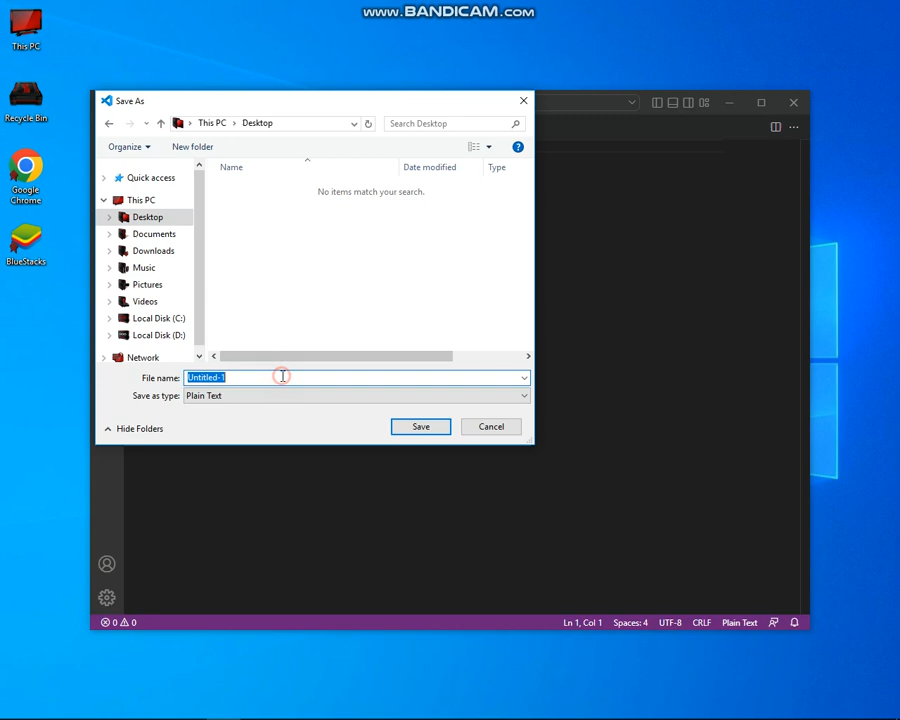 www.BANDICAM.com
This PC
Recycle Bin
Google
Chrome
BlueStacks
Save As
This PC
Desktop
Search Desktop
Organize
New folder
Name
Date modified
Type
No items match your search.
Quick access
This PC
Desktop
Documents
Downloads
Music
Pictures
Videos
Local Disk (C:)
Local Disk (D:)
Network
File name:
Untitled-1
Save as type:
Plain Text
Hide Folders
Save
Cancel
0
0
Ln 1, Col 1
Spaces: 4
UTF-8
CRLF
Plain Text